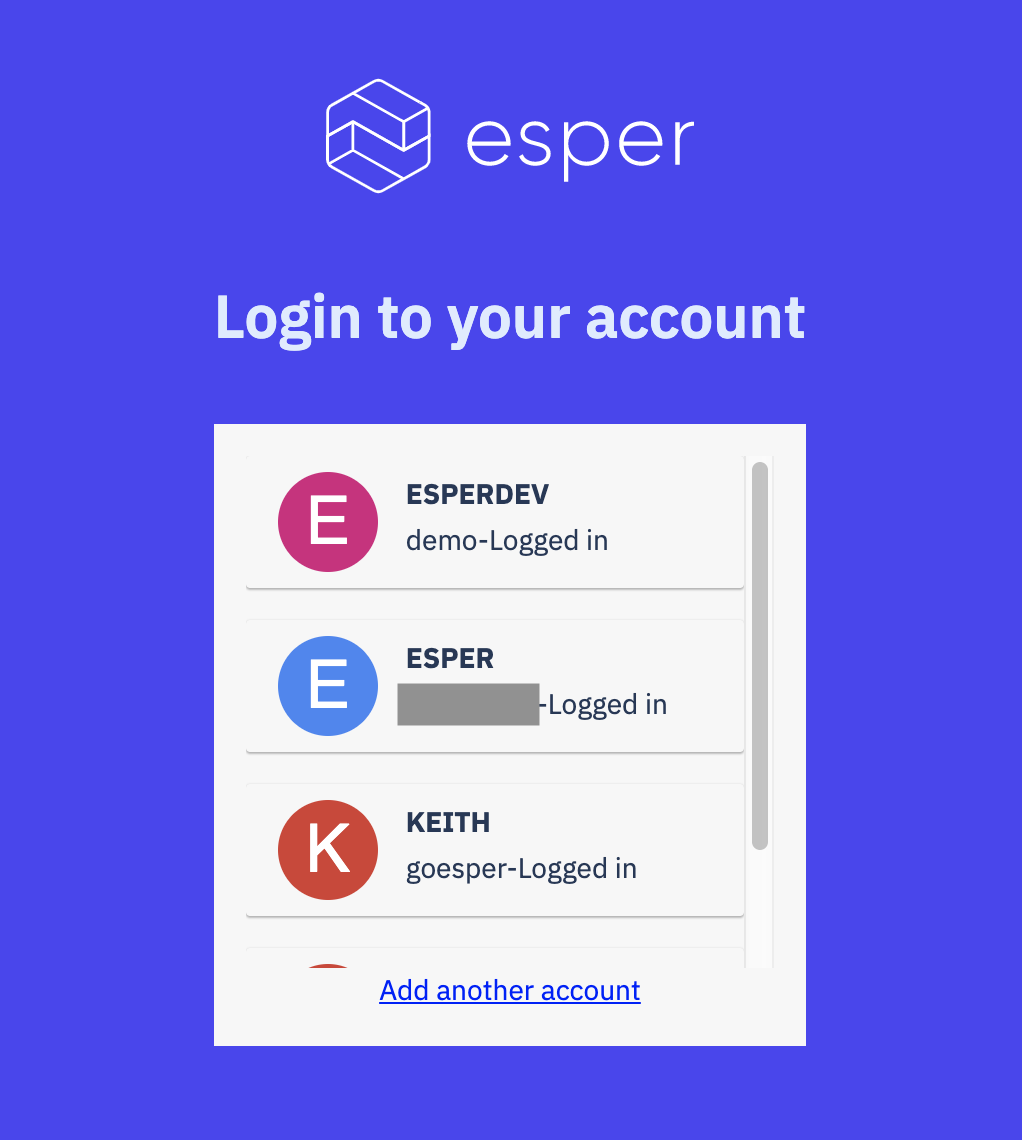 esper
Login to your account
E
ESPERDEV
demo-Logged in
E
ESPER
-Logged in
K
KEITH
goesper-Logged in
Add another account